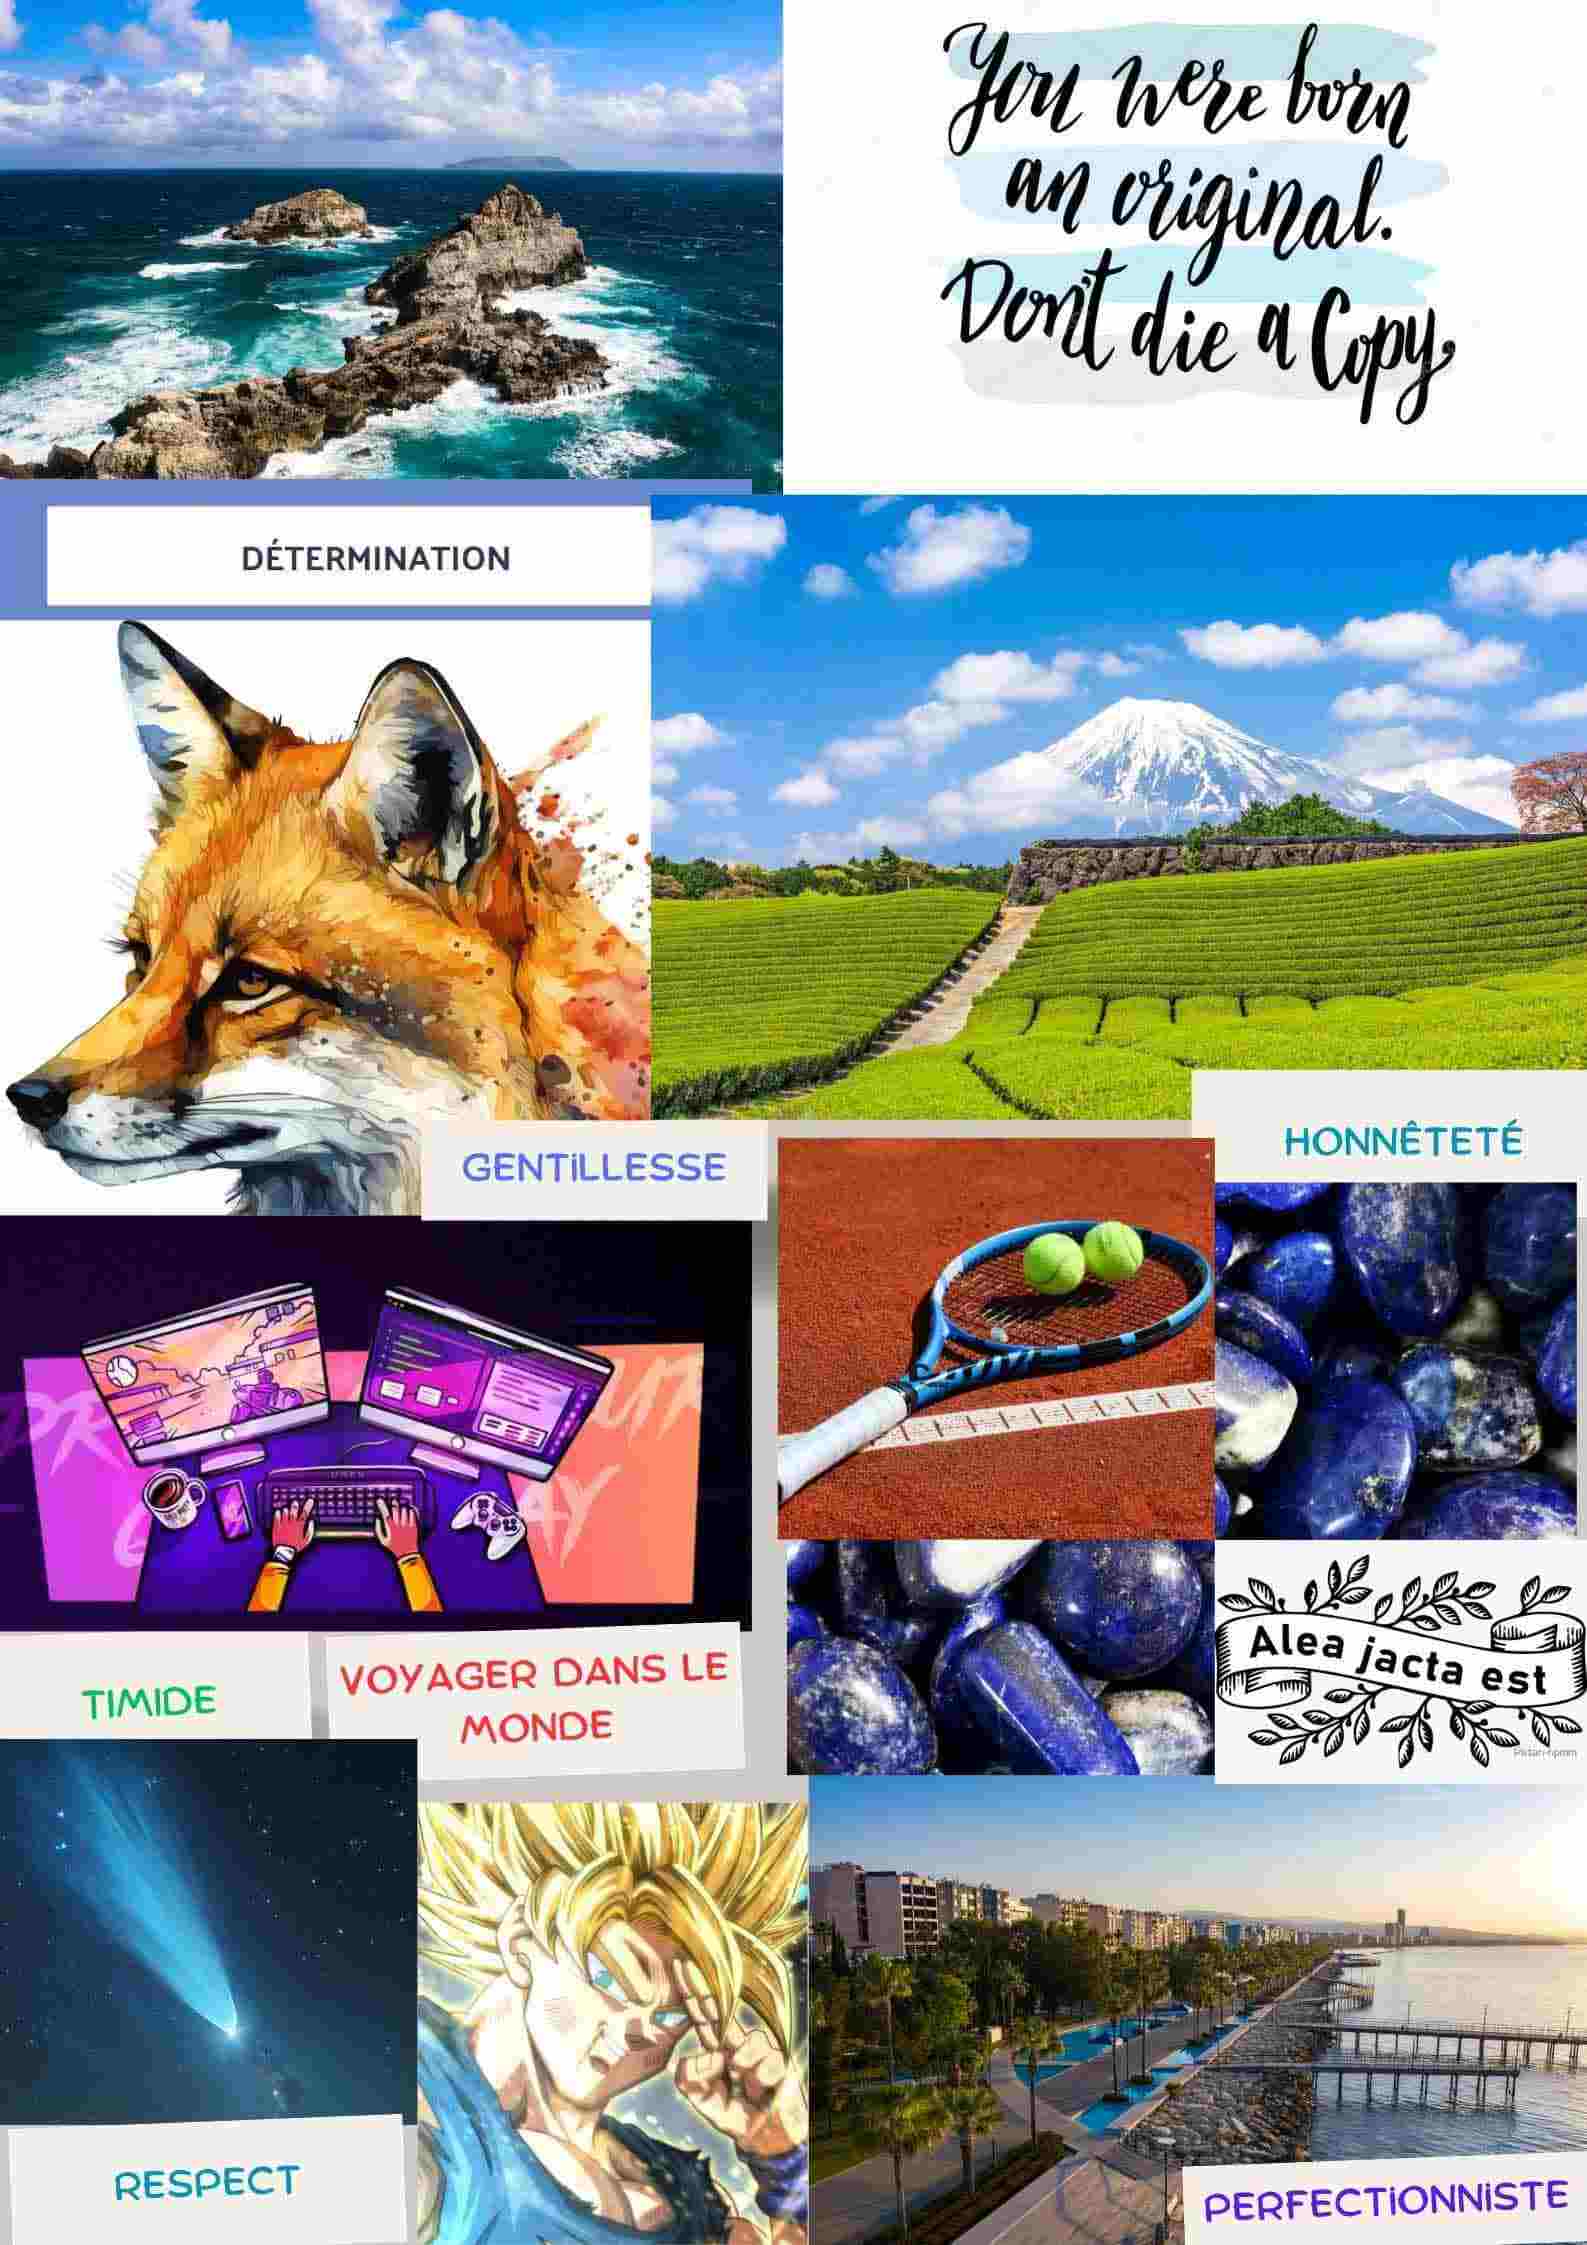 You were born
an original.
Don't die a Copy.
DÉTERMINATION
HONNÊTETÉ
GENTILLESSE
Alea jacta est
TIMIDE
VOYAGER DANS LE
MONDE
RESPECT
PERFECTIONNISTE